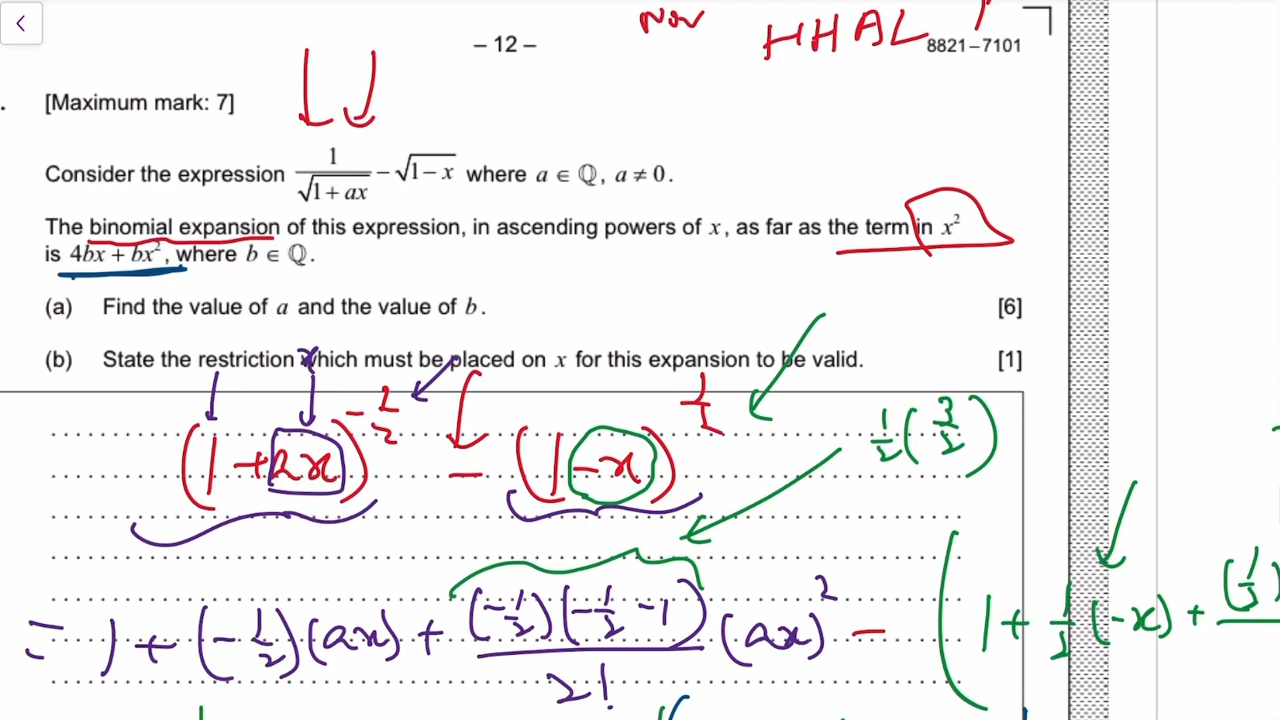 Nov HHAL
– 12 –
8821–7101
[Maximum mark: 7]
Consider the expression 1/√(1+ax) − √(1−x) where a ∈ ℚ, a ≠ 0.
The binomial expansion of this expression, in ascending powers of x, as far as the term in x²
is 4bx + bx², where b ∈ ℚ.
(a) Find the value of a and the value of b. [6]
(b) State the restriction which must be placed on x for this expansion to be valid. [1]
x
(1 + ax)^(-1/2) − (1 − x)^(1/2)
1/2 (3/2)
= 1 + (-1/2)(ax) + (-1/2)(-1/2 -1)/2! (ax)² − (1 + 1/2 (-x) +